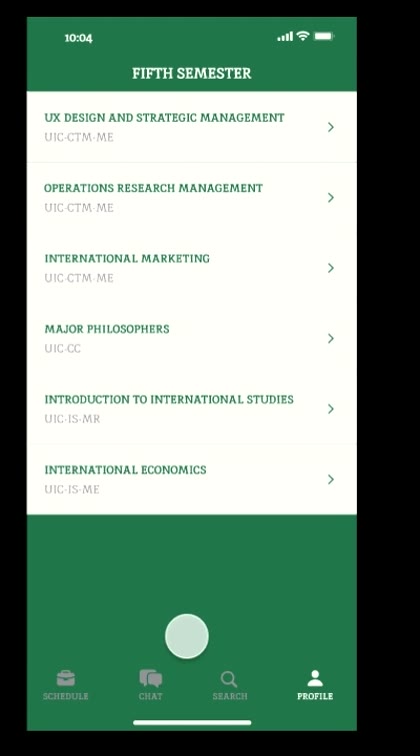 10:04
FIFTH SEMESTER
UX DESIGN AND STRATEGIC MANAGEMENT
UIC-CTM-ME
OPERATIONS RESEARCH MANAGEMENT
UIC-CTM-ME
INTERNATIONAL MARKETING
UIC-CTM-ME
MAJOR PHILOSOPHERS
UIC-CC
INTRODUCTION TO INTERNATIONAL STUDIES
UIC-IS-MR
INTERNATIONAL ECONOMICS
UIC-IS-ME
SCHEDULE CHAT SEARCH PROFILE